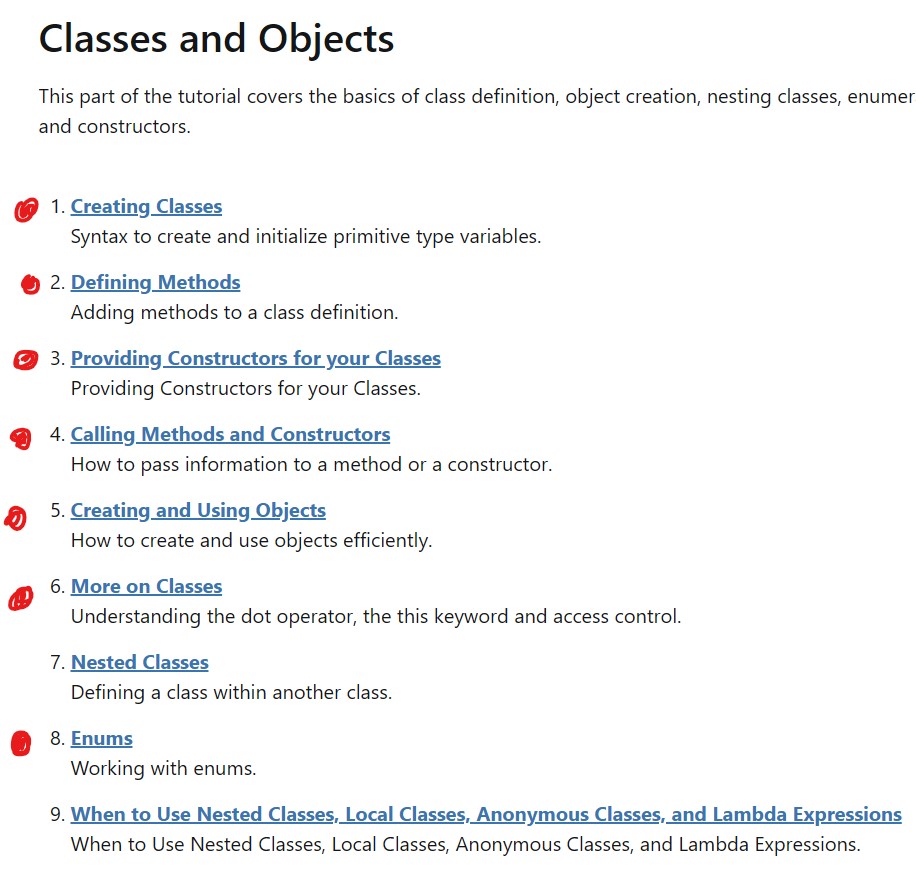 Classes and Objects
This part of the tutorial covers the basics of class definition, object creation, nesting classes, enumer
and constructors.
1. Creating Classes
Syntax to create and initialize primitive type variables.
2. Defining Methods
Adding methods to a class definition.
3. Providing Constructors for your Classes
Providing Constructors for your Classes.
4. Calling Methods and Constructors
How to pass information to a method or a constructor.
5. Creating and Using Objects
How to create and use objects efficiently.
6. More on Classes
Understanding the dot operator, the this keyword and access control.
7. Nested Classes
Defining a class within another class.
8. Enums
Working with enums.
9. When to Use Nested Classes, Local Classes, Anonymous Classes, and Lambda Expressions
When to Use Nested Classes, Local Classes, Anonymous Classes, and Lambda Expressions.